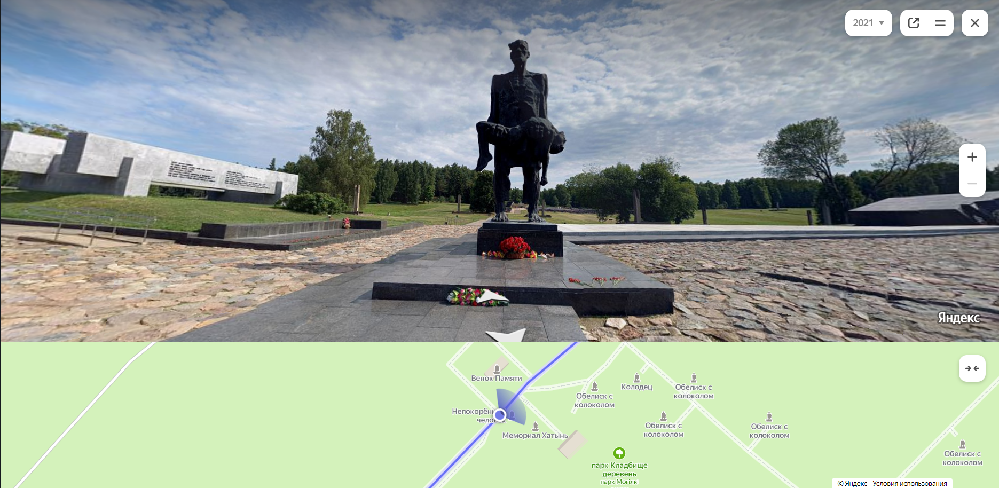 2021
Яндекс
Венок Памяти
Колодец
Обелиск с
колоколом
Обелиск с
колоколом
Непокорён
человек
Мемориал Хатынь
Обелиск с
колоколом
Обелиск с
колоколом
Обелиск с
колоколом
парк Кладбище
деревень
парк Могілкі
© Яндекс Условия использования